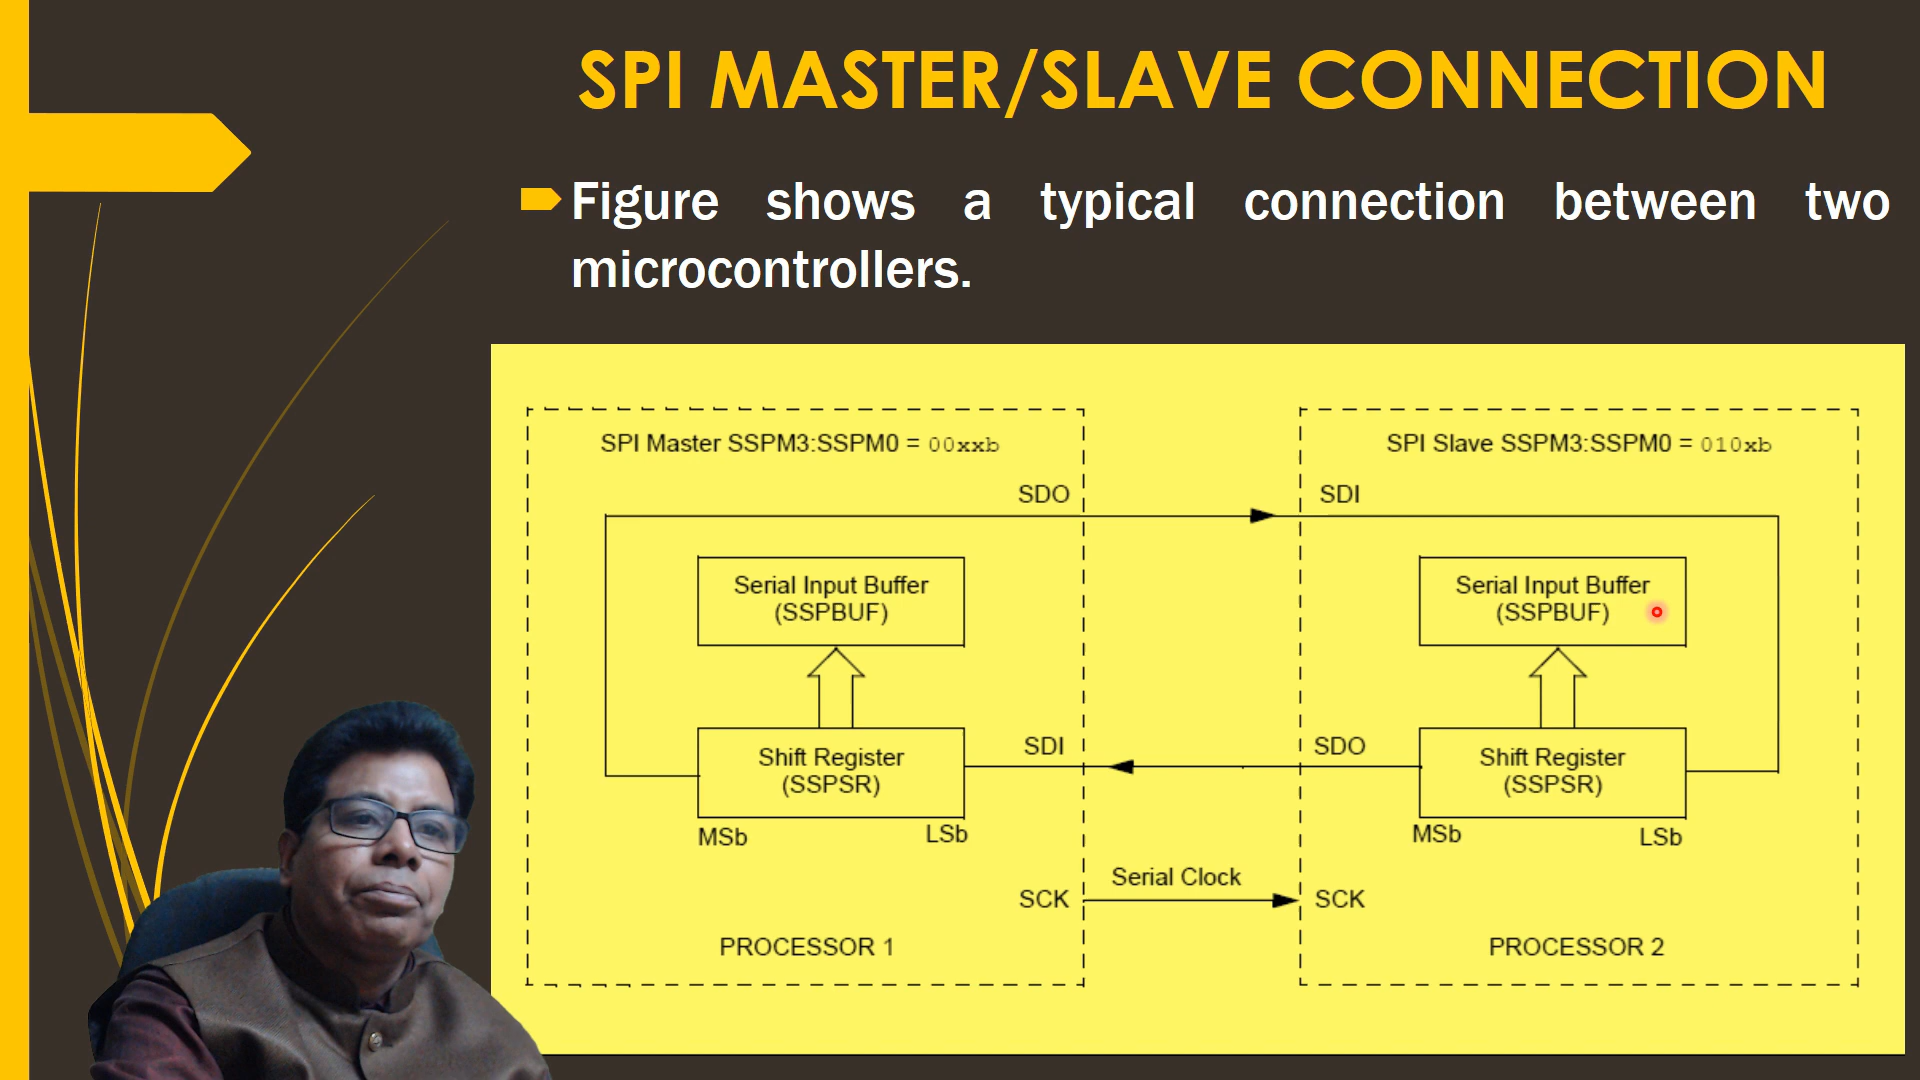 SPI MASTER/SLAVE CONNECTION
Figure shows a typical connection between two
microcontrollers.
SPI Master SSPM3:SSPM0 = 00xxb
SDO
Serial Input Buffer
(SSPBUF)
SDI
Shift Register
(SSPSR)
MSb
LSb
SCK
PROCESSOR 1
Serial Clock
SPI Slave SSPM3:SSPM0 = 010xb
SDI
Serial Input Buffer
(SSPBUF)
SDO
Shift Register
(SSPSR)
MSb
LSb
SCK
PROCESSOR 2